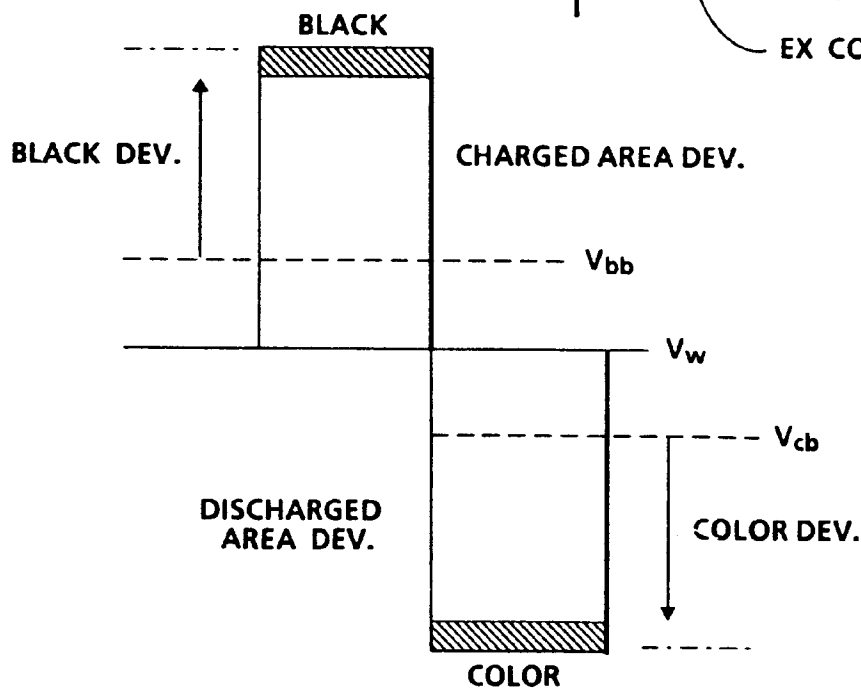 BLACK
EX CO
BLACK DEV.
CHARGED AREA DEV.
Vbb
Vw
Vcb
DISCHARGED
AREA DEV.
COLOR DEV.
COLOR